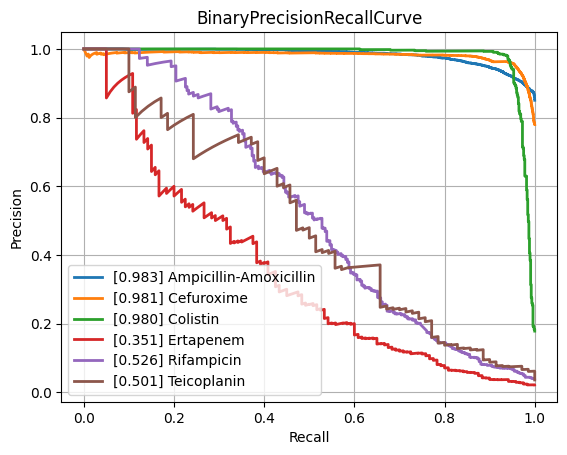 BinaryPrecisionRecallCurve
1.0
0.8
0.6
0.4
0.2
0.0
Precision
[0.983] Ampicillin-Amoxicillin
[0.981] Cefuroxime
[0.980] Colistin
[0.351] Ertapenem
[0.526] Rifampicin
[0.501] Teicoplanin
0.0 0.2 0.4 0.6 0.8 1.0
Recall